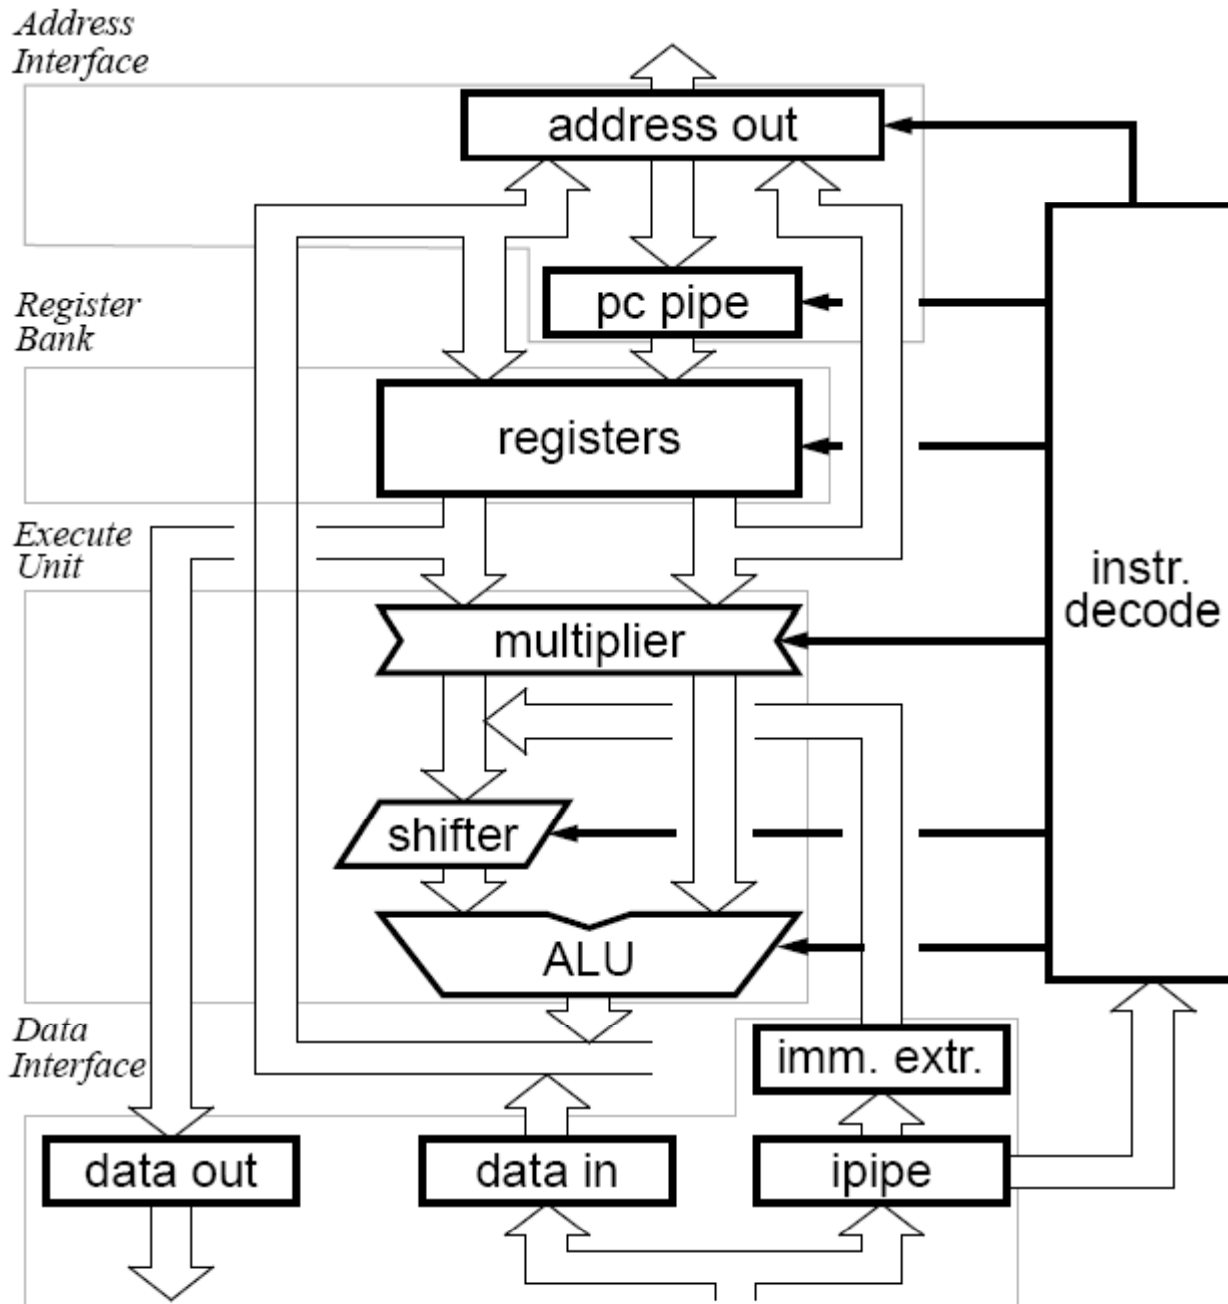 Address
Interface
address out
pc pipe
Register
Bank
registers
Execute
Unit
instr.
decode
multiplier
shifter
ALU
Data
Interface
imm. extr.
data out
data in
ipipe